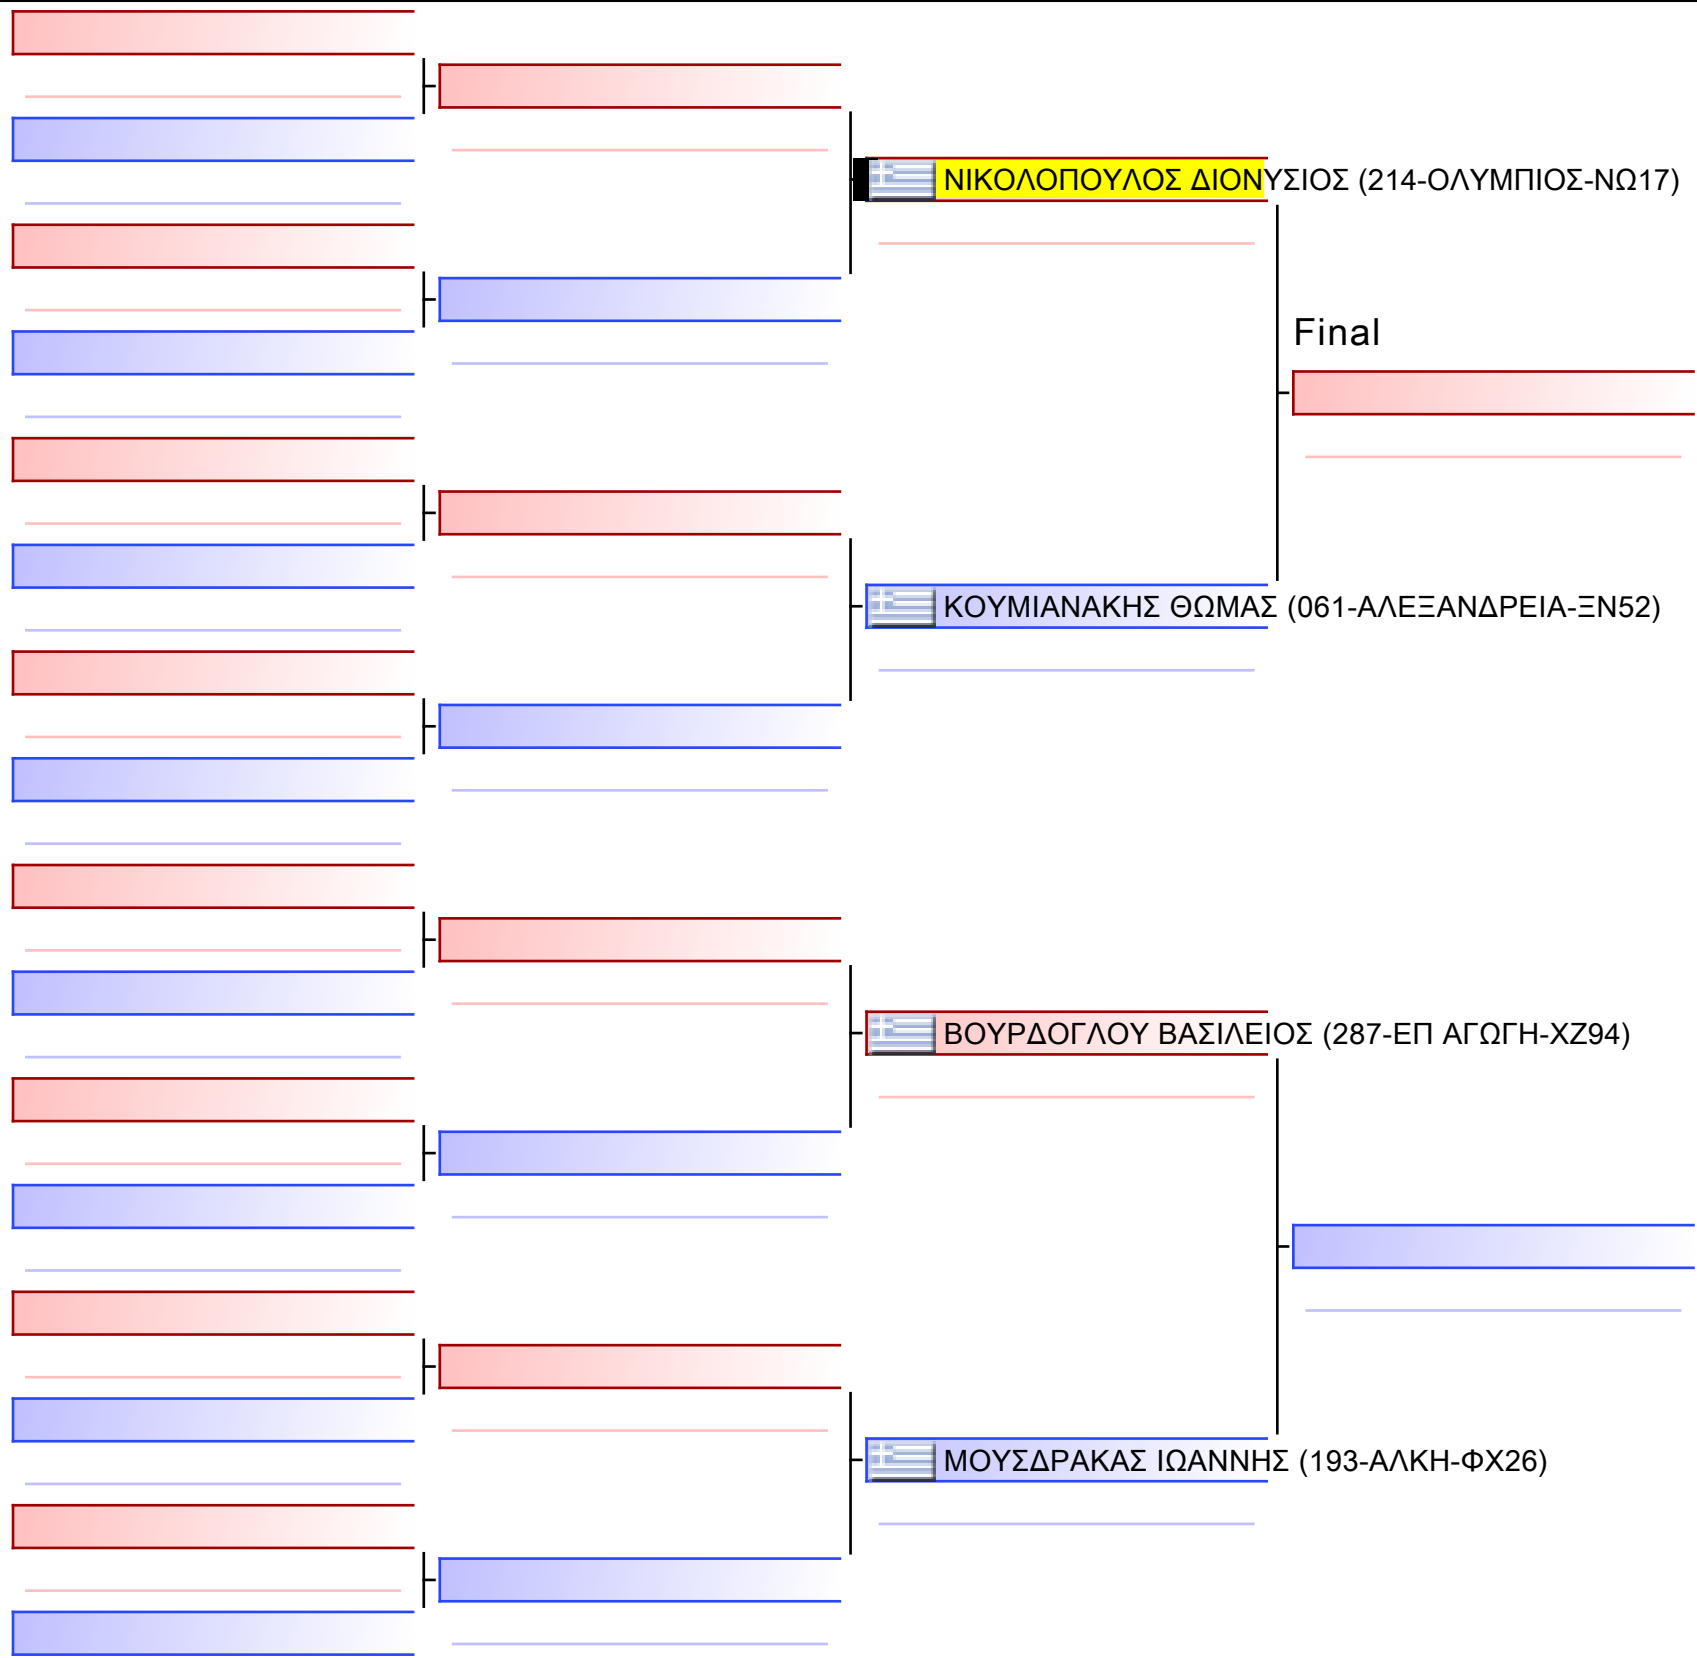 ΝΙΚΟΛΟΠΟΥΛΟΣ ΔΙΟΝΥΣΙΟΣ (214-ΟΛΥΜΠΙΟΣ-ΝΩ17)
Final
ΚΟΥΜΙΑΝΑΚΗΣ ΘΩΜΑΣ (061-ΑΛΕΞΑΝΔΡΕΙΑ-ΞΝ52)
ΒΟΥΡΔΟΓΛΟΥ ΒΑΣΙΛΕΙΟΣ (287-ΕΠ ΑΓΩΓΗ-ΧΖ94)
ΜΟΥΣΔΡΑΚΑΣ ΙΩΑΝΝΗΣ (193-ΑΛΚΗ-ΦΧ26)